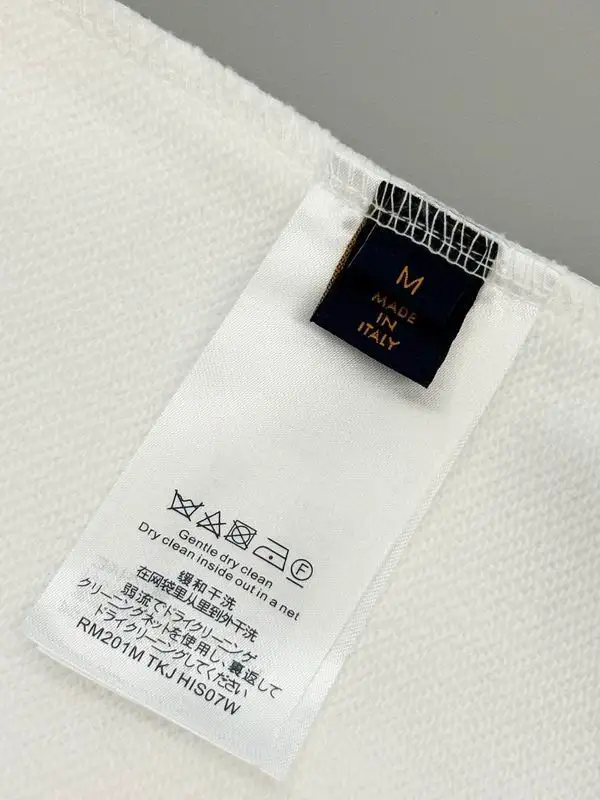 M
MADE
IN
ITALY
F
Gentle dry clean
Dry clean inside out in a net
缓和干洗
在网袋里从里到外干洗
弱流でドライクリーニング
クリーニングネットを使用し、裏返して
ドライクリーニングしてください
RM201M TKJ HIS07W